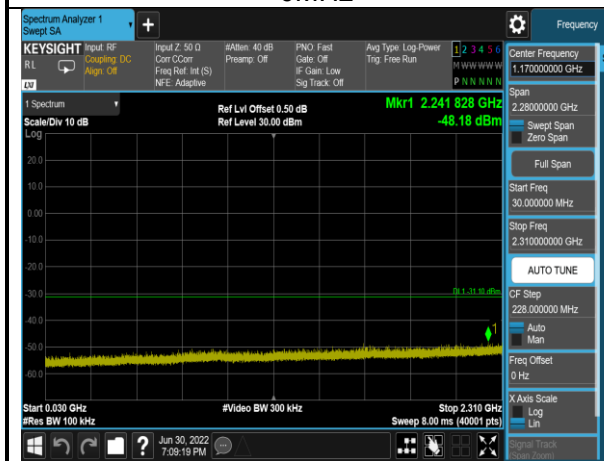 Spectrum Analyzer 1
Swept SA
+
Frequency
KEYSIGHT
RL
Input: RF
Coupling: DC
Align: Off
Input Z: 50 Ω
Corr CCorr
Freq Ref: Int (S)
NFE: Adaptive
#Atten: 40 dB
Preamp: Off
PNO: Fast
Gate: Off
IF Gain: Low
Sig Track: Off
Avg Type: Log-Power
Trig: Free Run
1 2 3 4 5 6
M W W W W W
P N N N N N
1 Spectrum
Scale/Div 10 dB
Log
Ref Lvl Offset 0.50 dB
Ref Level 30.00 dBm
Mkr1 2.241 828 GHz
-48.18 dBm
20.0
10.0
0.00
-10.0
-20.0
-30.0
-40.0
-50.0
-60.0
DL1 -31.10 dBm
1
Start 0.030 GHz
#Res BW 100 kHz
#Video BW 300 kHz
Stop 2.310 GHz
Sweep 8.00 ms (40001 pts)
Jun 30, 2022
7:09:19 PM
Center Frequency
1.170000000 GHz
Span
2.28000000 GHz
Swept Span
Zero Span
Full Span
Start Freq
30.000000 MHz
Stop Freq
2.310000000 GHz
AUTO TUNE
CF Step
228.000000 MHz
Auto
Man
Freq Offset
0 Hz
X Axis Scale
Log
Lin
Signal Track
(Span Zoom)